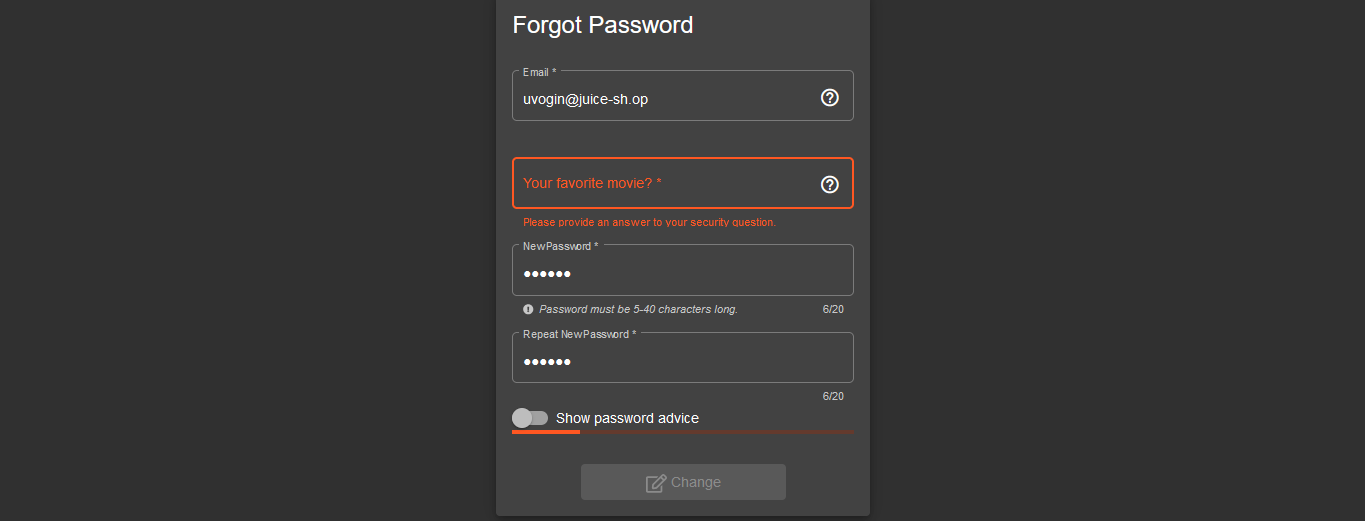 Forgot Password
Email *
uvogin@juice-sh.op
Your favorite movie? *
Please provide an answer to your security question.
NewPassword *
••••••
Password must be 5-40 characters long. 6/20
Repeat NewPassword *
••••••
6/20
Show password advice
Change